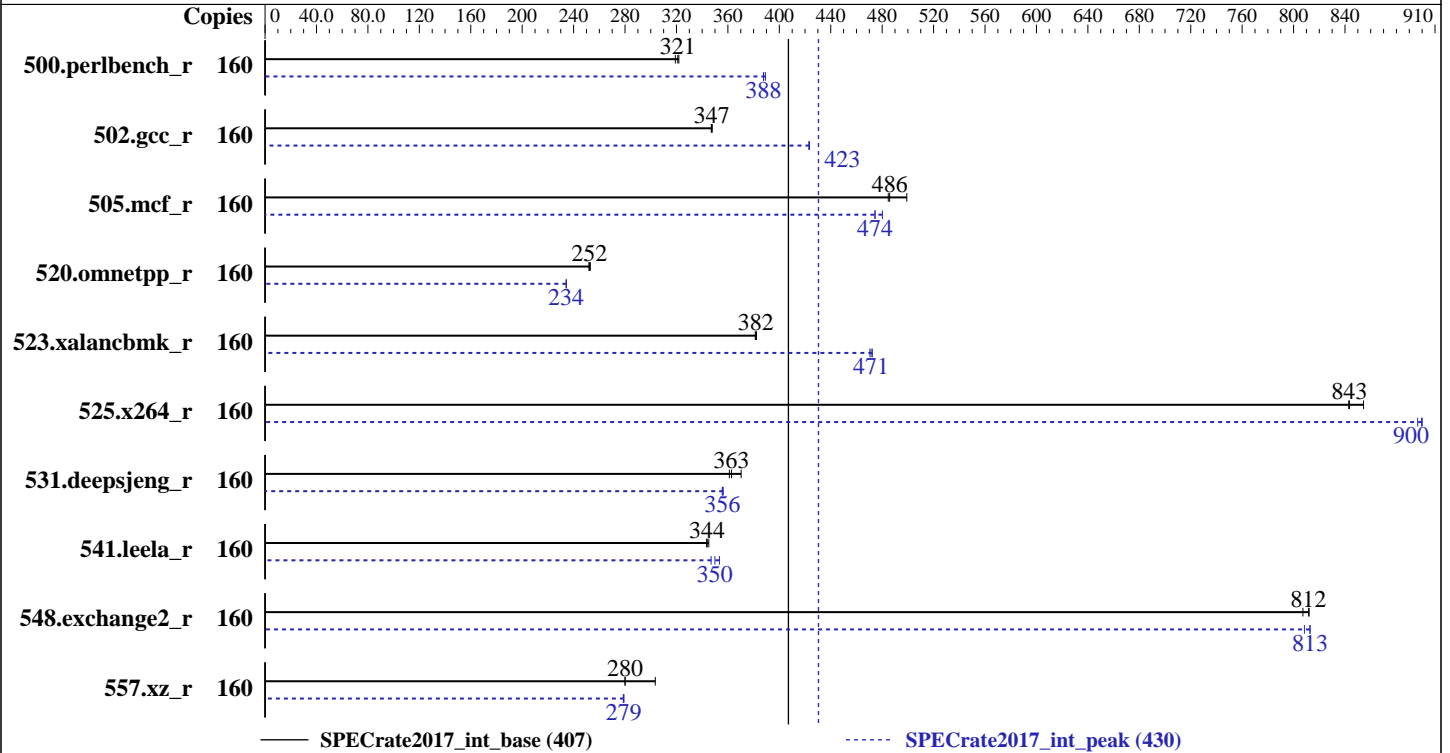 Copies 0 40.0 80.0 120 160 200 240 280 320 360 400 440 480 520 560 600 640 680 720 760 800 840 910
321
500.perlbench_r 160
388
347
502.gcc_r 160
423
486
505.mcf_r 160
474
252
520.omnetpp_r 160
234
382
523.xalancbmk_r 160
471
843
525.x264_r 160
900
363
531.deepsjeng_r 160
356
344
541.leela_r 160
350
812
548.exchange2_r 160
813
280
557.xz_r 160
279
SPECrate2017_int_base (407) SPECrate2017_int_peak (430)